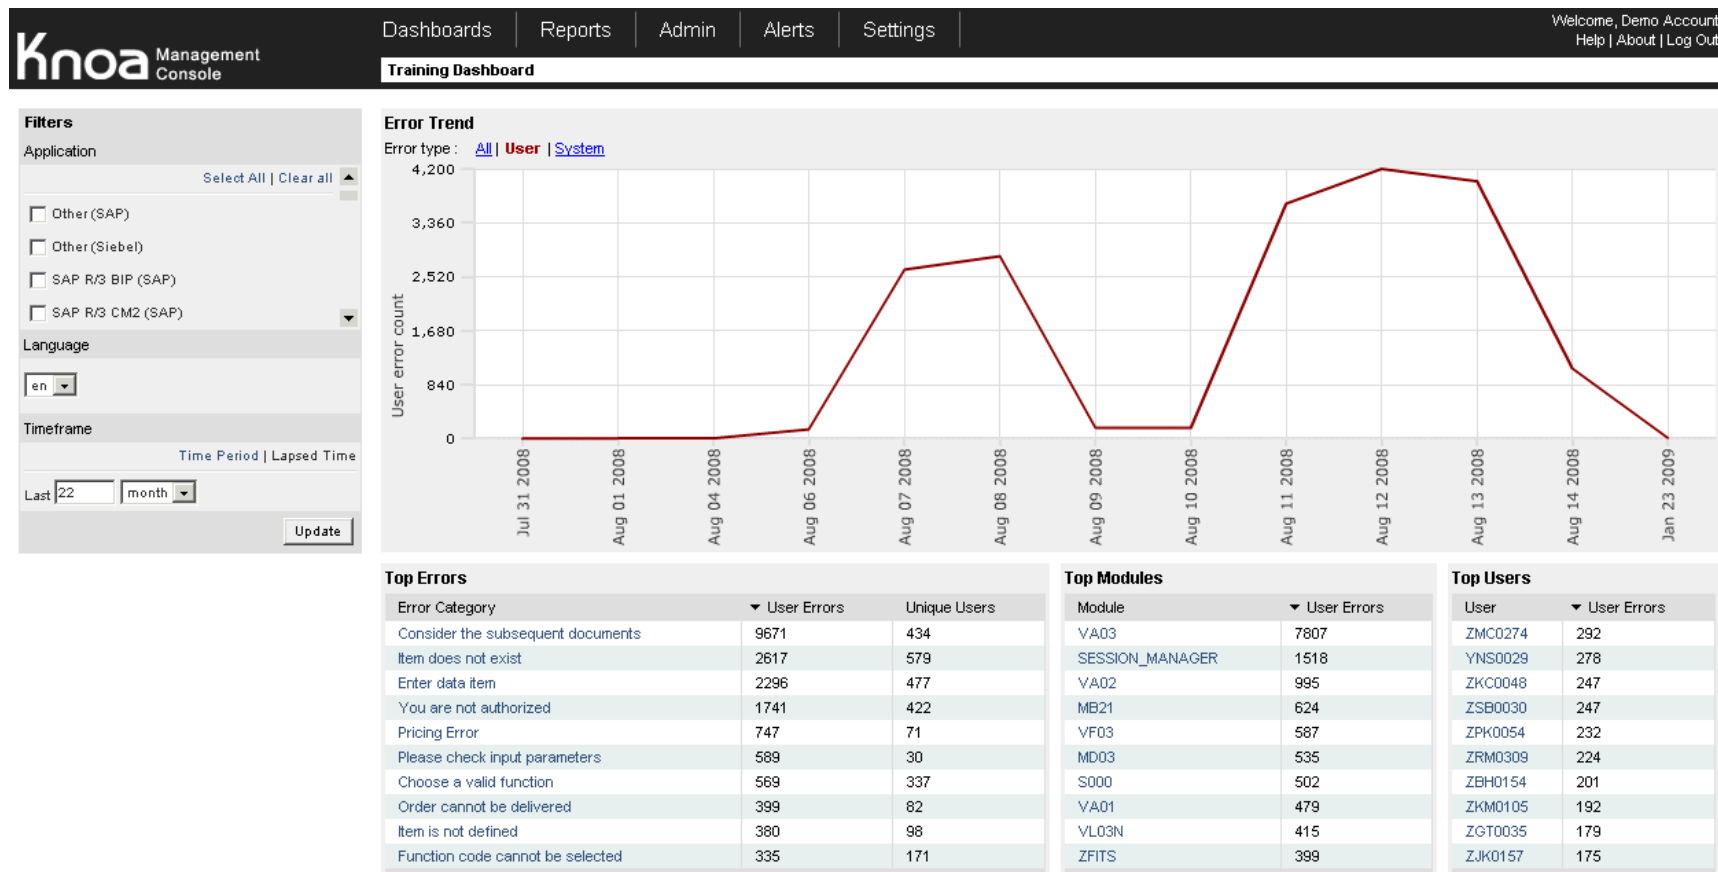 Knoa Management Console
Dashboards Reports Admin Alerts Settings
Welcome, Demo Account
Help | About | Log Out
Training Dashboard
Filters
Application
Select All | Clear all
Other (SAP)
Other (Siebel)
SAP R/3 BIP (SAP)
SAP R/3 CM2 (SAP)
Language
en
Timeframe
Time Period | Lapsed Time
Last 22 month
Update
Error Trend
Error type : All | User | System
4,200
3,360
2,520
1,680
840
0
User error count
Jul 31 2008
Aug 01 2008
Aug 04 2008
Aug 06 2008
Aug 07 2008
Aug 08 2008
Aug 09 2008
Aug 10 2008
Aug 11 2008
Aug 12 2008
Aug 13 2008
Aug 14 2008
Jan 23 2009
Top Errors
Error Category User Errors Unique Users
Consider the subsequent documents 9671 434
Item does not exist 2617 579
Enter data item 2296 477
You are not authorized 1741 422
Pricing Error 747 71
Please check input parameters 589 30
Choose a valid function 569 337
Order cannot be delivered 399 82
Item is not defined 380 98
Function code cannot be selected 335 171
Top Modules
Module User Errors
VA03 7807
SESSION_MANAGER 1518
VA02 995
MB21 624
VF03 587
MD03 535
S000 502
VA01 479
VL03N 415
ZFITS 399
Top Users
User User Errors
ZMC0274 292
YNS0029 278
ZKC0048 247
ZSB0030 247
ZPK0054 232
ZRM0309 224
ZBH0154 201
ZKM0105 192
ZGT0035 179
ZJK0157 175